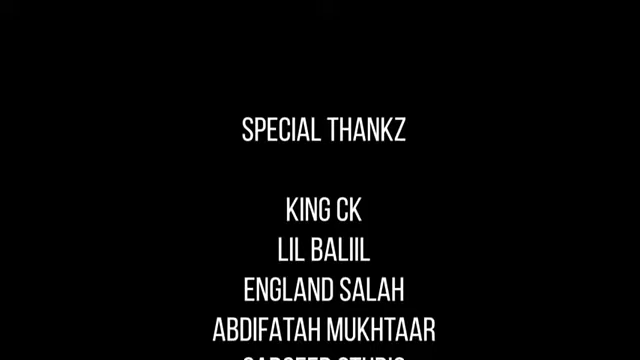 SPECIAL THANKZ
KING CK
LIL BALIIL
ENGLAND SALAH
ABDIFATAH MUKHTAAR